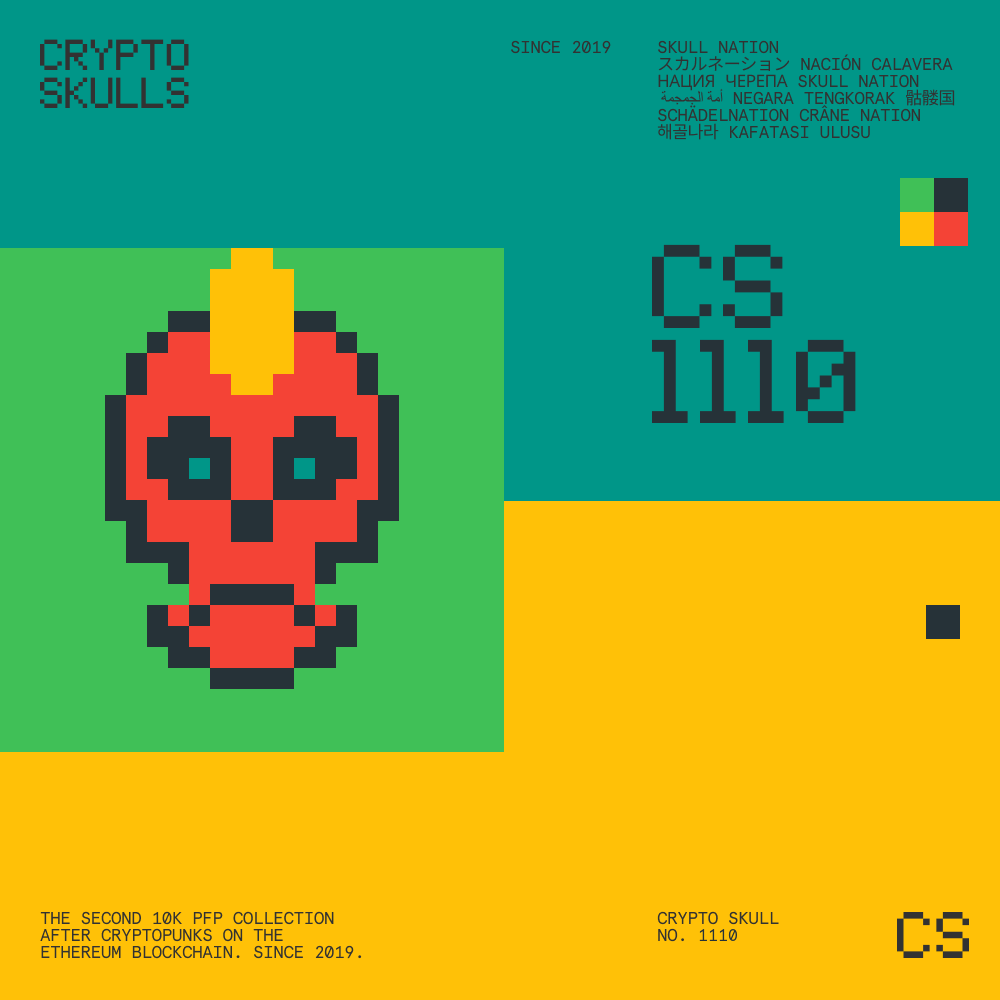 CRYPTO
SKULLS
SINCE 2019
SKULL NATION
スカルネーション NACIÓN CALAVERA
НАЦИЯ ЧЕРЕПА SKULL NATION
أمة الجمجمة NEGARA TENGKORAK 骷髅国
SCHÄDELNATION CRÂNE NATION
해골나라 KAFATASI ULUSU
CS
1110
THE SECOND 10K PFP COLLECTION
AFTER CRYPTOPUNKS ON THE
ETHEREUM BLOCKCHAIN. SINCE 2019.
CRYPTO SKULL
NO. 1110
CS